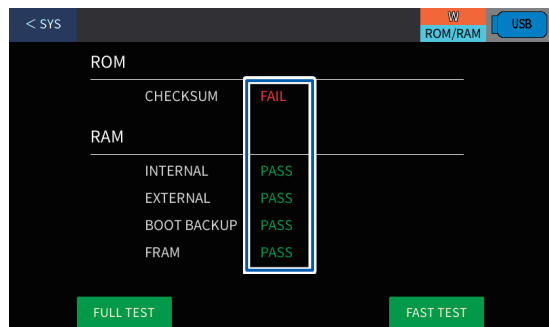 < SYS
W
ROM/RAM
USB
ROM
CHECKSUM FAIL
RAM
INTERNAL PASS
EXTERNAL PASS
BOOT BACKUP PASS
FRAM PASS
FULL TEST FAST TEST